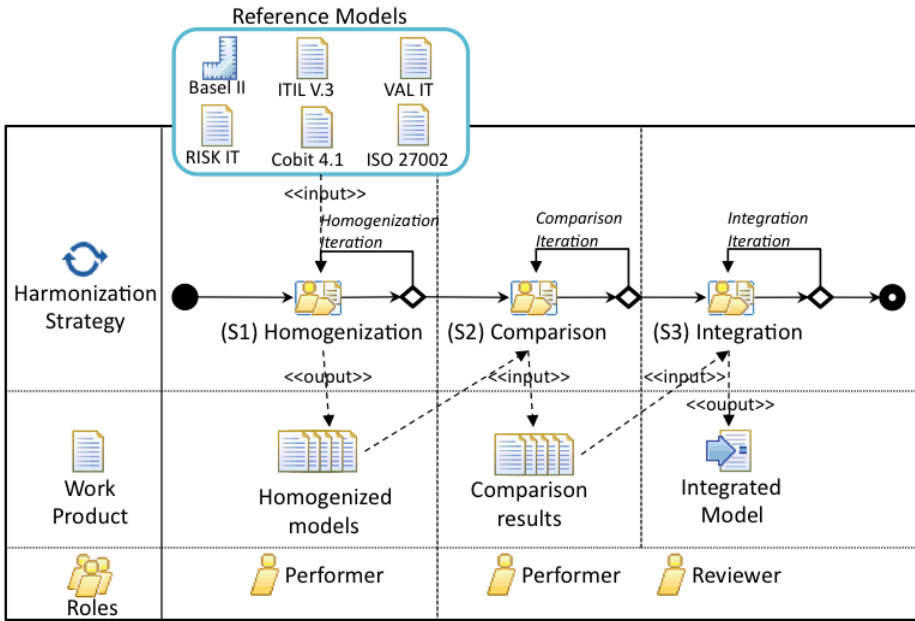 Reference Models
Basel II
ITIL V.3
VAL IT
RISK IT
Cobit 4.1
ISO 27002
<<input>>
Homogenization
Iteration
Comparison
Iteration
Integration
Iteration
Harmonization
Strategy
(S1) Homogenization
(S2) Comparison
(S3) Integration
<<ouput>>
<<input>>
<<input>>
<<ouput>>
Work
Product
Homogenized
models
Comparison
results
Integrated
Model
Roles
Performer
Performer
Reviewer